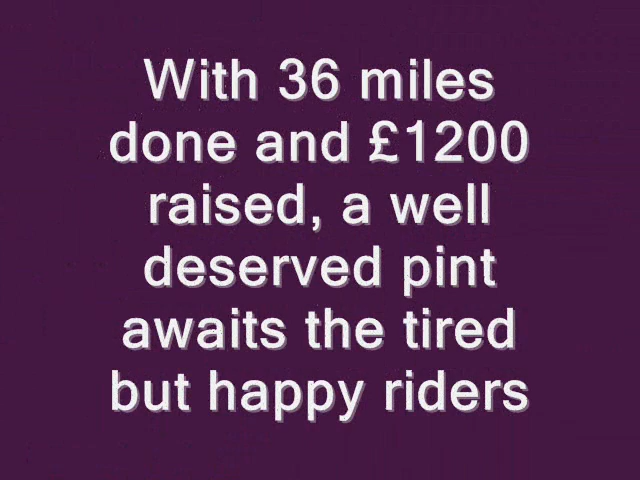 With 36 miles
done and £1200
raised, a well
deserved pint
awaits the tired
but happy riders